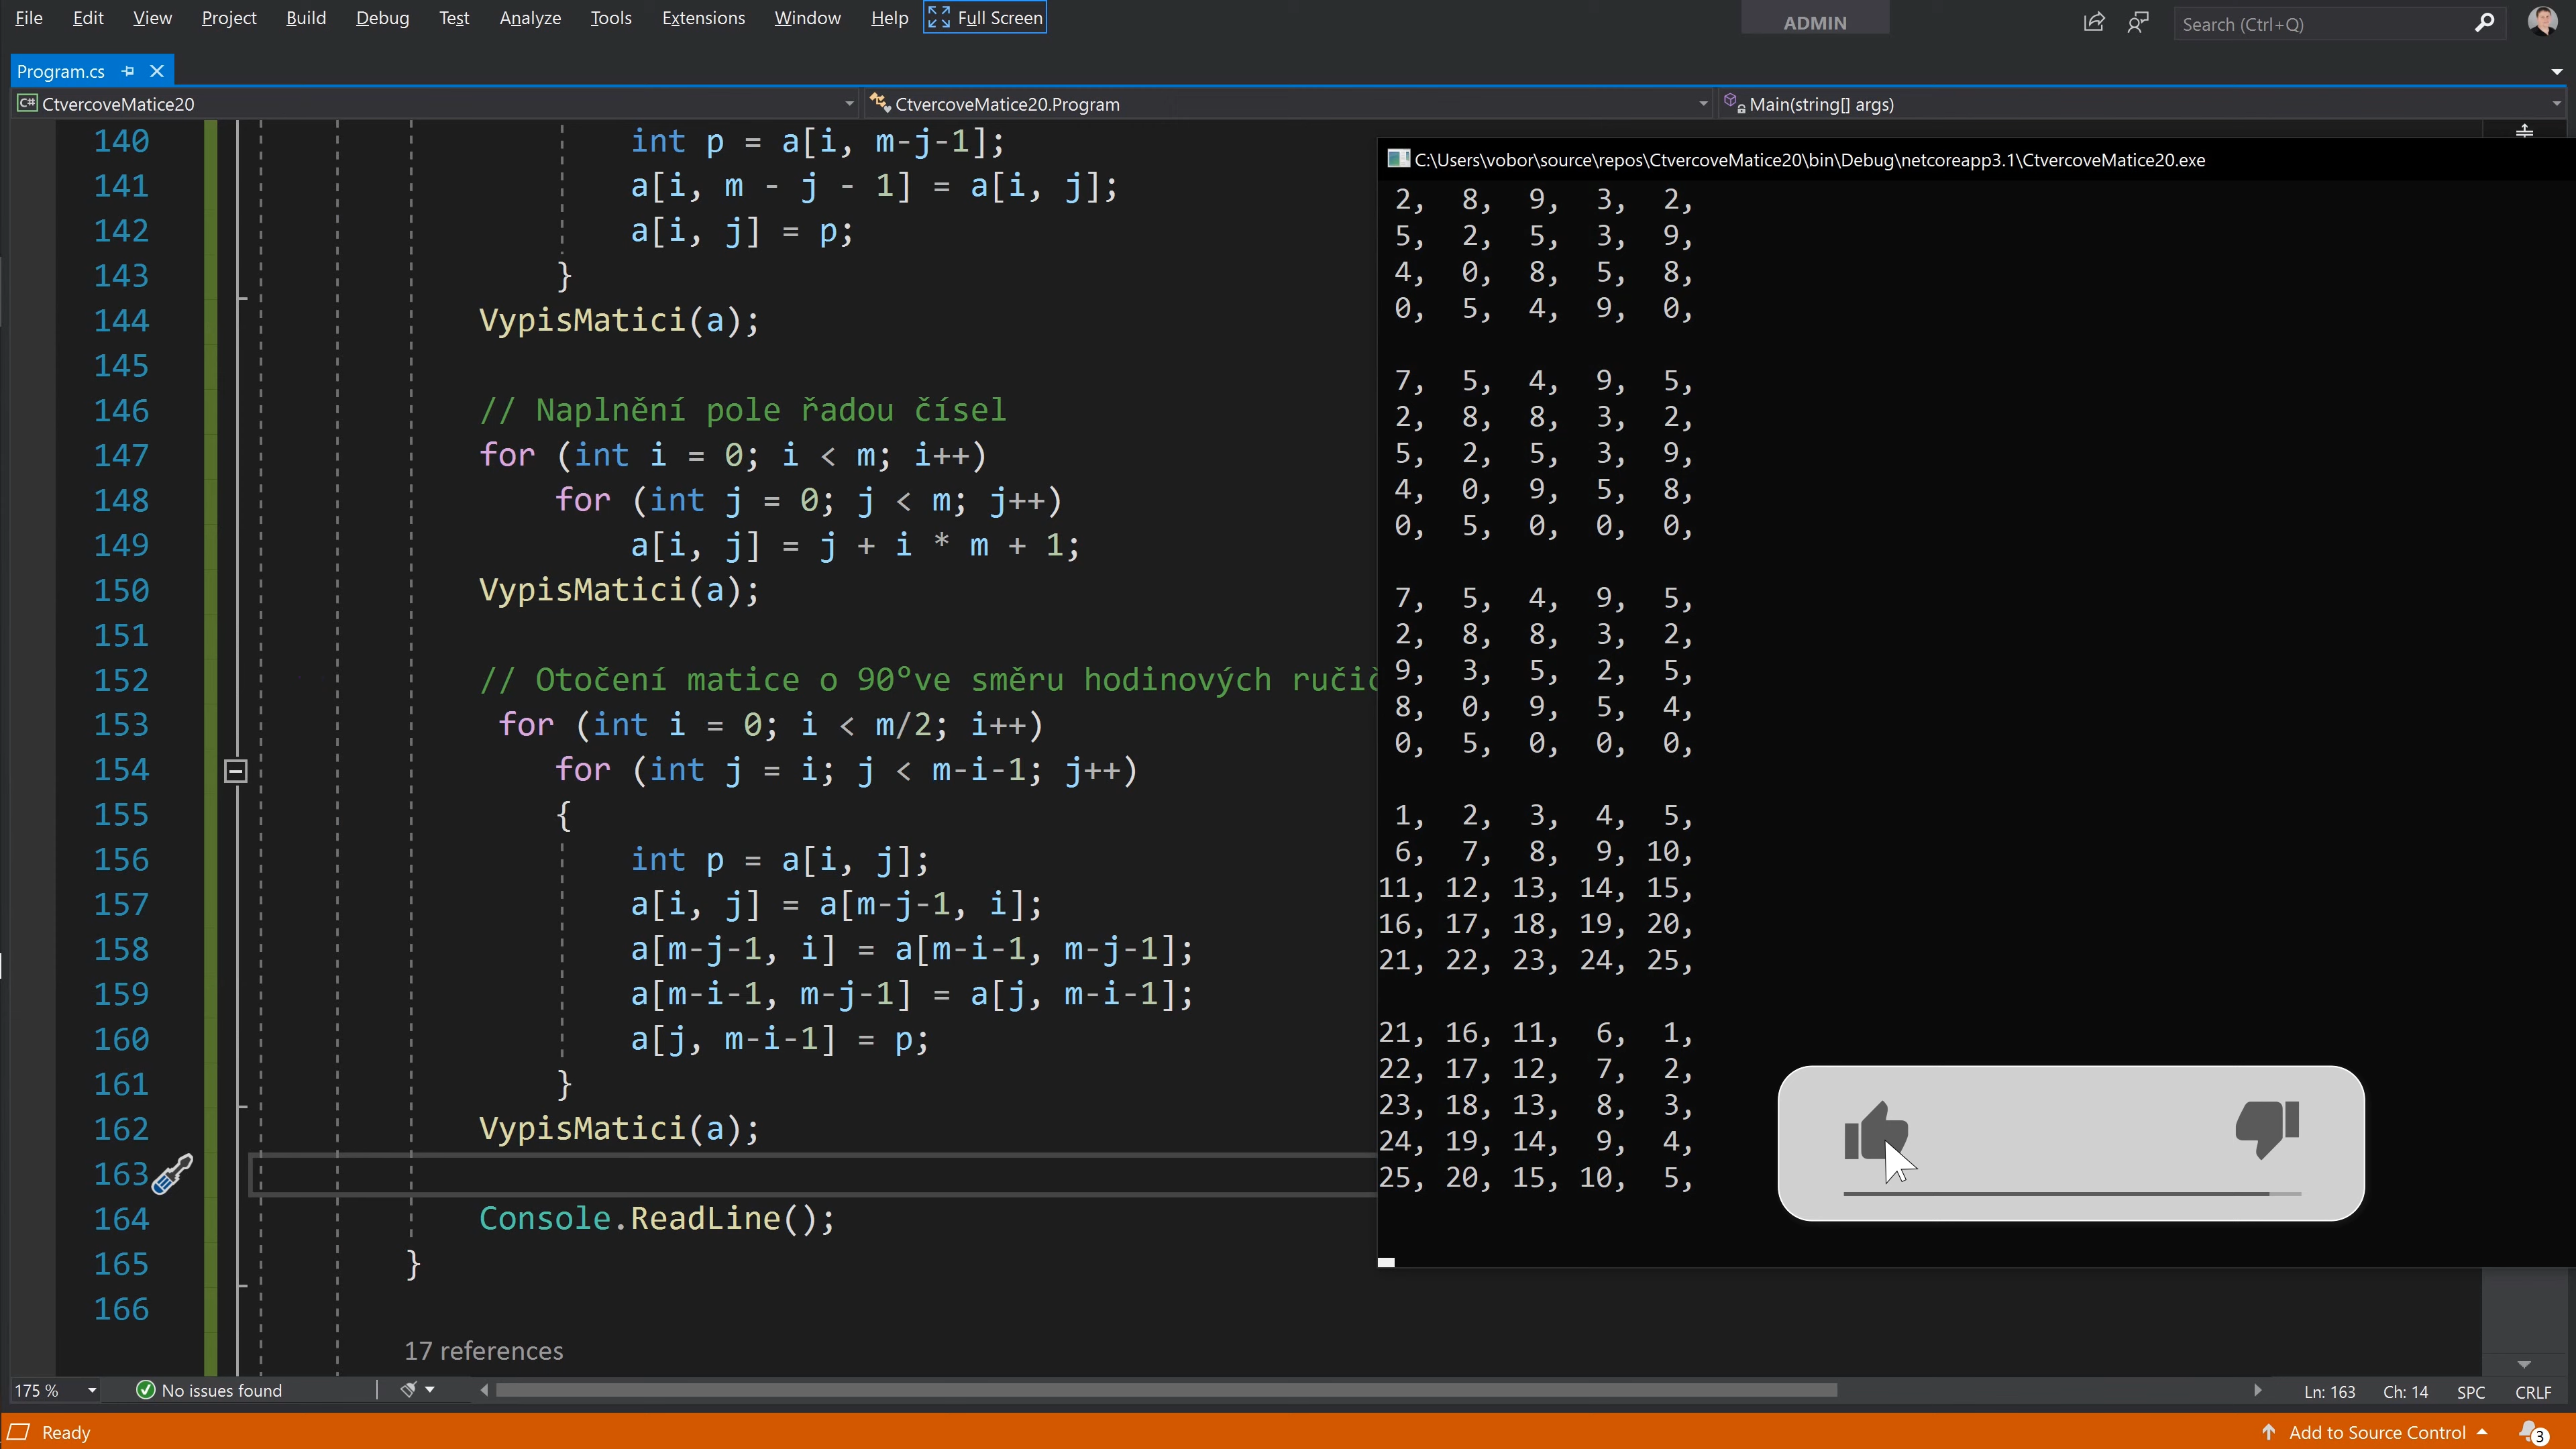 File Edit View Project Build Debug Test Analyze Tools Extensions Window Help Full Screen ADMIN Search (Ctrl+Q)
Program.cs
C# CtvercoveMatice20 CtvercoveMatice20.Program Main(string[] args)
140 int p = a[i, m-j-1];
141 a[i, m - j - 1] = a[i, j];
142 a[i, j] = p;
143 }
144 VypisMatici(a);
145
146 // Naplnění pole řadou čísel
147 for (int i = 0; i < m; i++)
148 for (int j = 0; j < m; j++)
149 a[i, j] = j + i * m + 1;
150 VypisMatici(a);
151
152 // Otočení matice o 90°ve směru hodinových
153 for (int i = 0; i < m/2; i++)
154 for (int j = i; j < m-i-1; j++)
155 {
156 int p = a[i, j];
157 a[i, j] = a[m-j-1, i];
158 a[m-j-1, i] = a[m-i-1, m-j-1];
159 a[m-i-1, m-j-1] = a[j, m-i-1];
160 a[j, m-i-1] = p;
161 }
162 VypisMatici(a);
163
164 Console.ReadLine();
165 }
166
17 references
C:\Users\vobor\source\repos\CtvercoveMatice20\bin\Debug\netcoreapp3.1\CtvercoveMatice20.exe
2, 8, 9, 3, 2,
5, 2, 5, 3, 9,
4, 0, 8, 5, 8,
0, 5, 4, 9, 0,
7, 5, 4, 9, 5,
2, 8, 8, 3, 2,
5, 2, 5, 3, 9,
4, 0, 9, 5, 8,
0, 5, 0, 0, 0,
7, 5, 4, 9, 5,
2, 8, 8, 3, 2,
9, 3, 5, 2, 5,
8, 0, 9, 5, 4,
0, 5, 0, 0, 0,
1, 2, 3, 4, 5,
6, 7, 8, 9, 10,
11, 12, 13, 14, 15,
16, 17, 18, 19, 20,
21, 22, 23, 24, 25,
21, 16, 11, 6, 1,
22, 17, 12, 7, 2,
23, 18, 13, 8, 3,
24, 19, 14, 9, 4,
25, 20, 15, 10, 5,
175 % No issues found Ln: 163 Ch: 14 SPC CRLF
Ready Add to Source Control 3